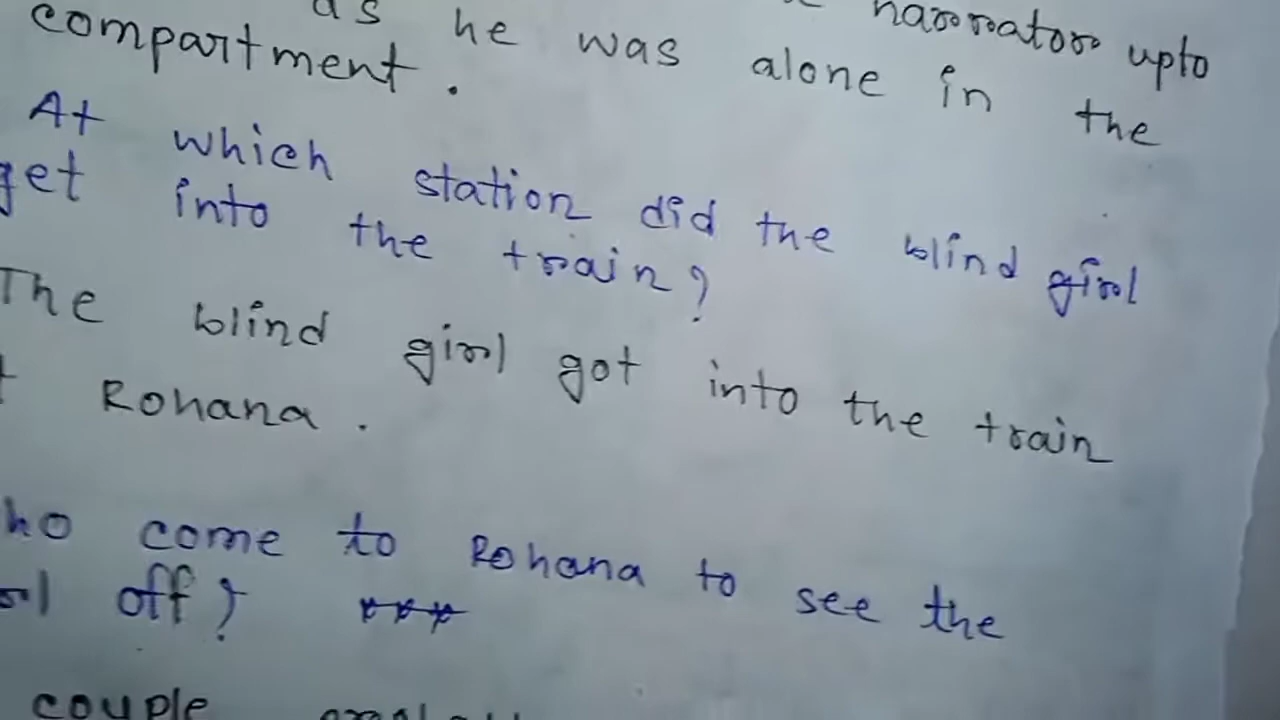 as he was alone in the
narrator upto
compartment.
At which station did the blind girl
get into the train?
The blind girl got into the train
Rohana.
come to Rohana to see the
off? ***
couple